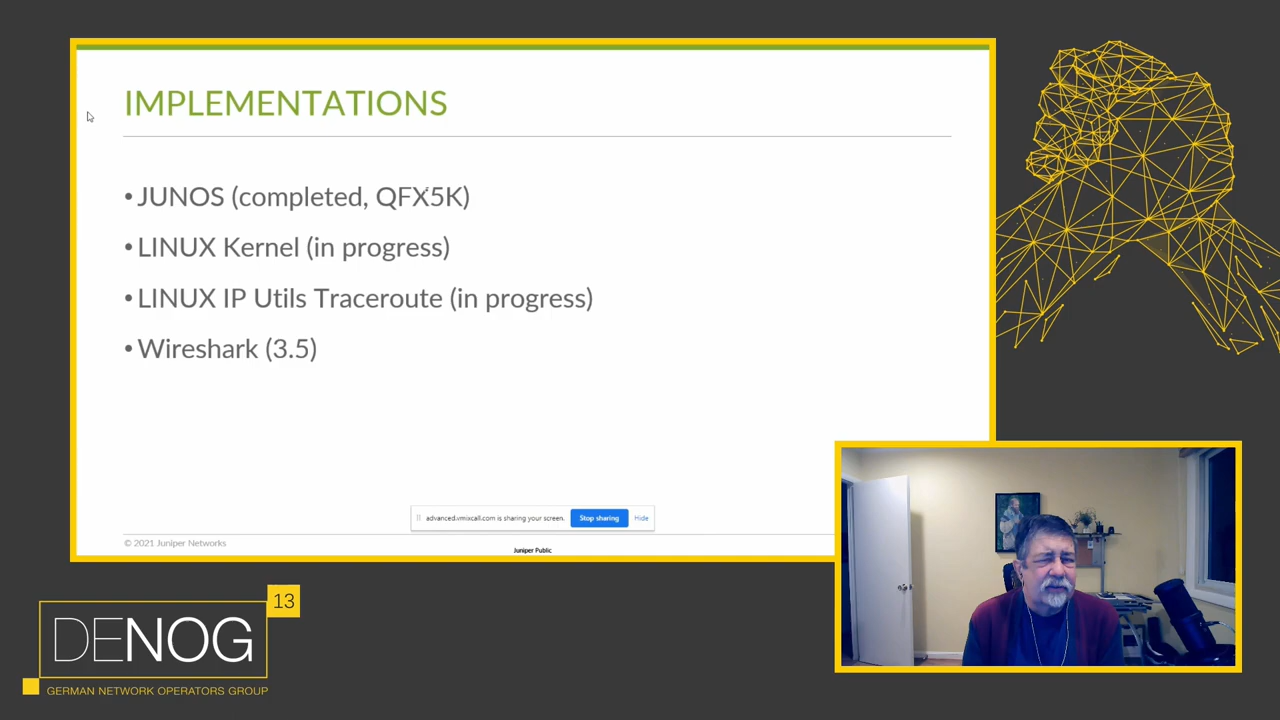 IMPLEMENTATIONS
• JUNOS (completed, QFX5K)
• LINUX Kernel (in progress)
• LINUX IP Utils Traceroute (in progress)
• Wireshark (3.5)
advanced.vmixcall.com is sharing your screen.
Stop sharing
Hide
© 2021 Juniper Networks
Juniper Public
13
DENOG
GERMAN NETWORK OPERATORS GROUP